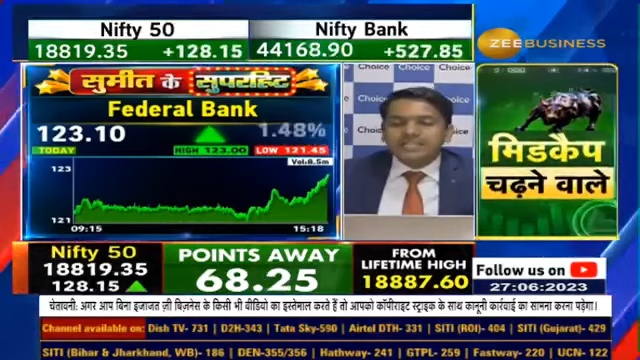 Nifty 50
18819.35 +128.15
Nifty Bank
44168.90 +527.85
ZEE BUSINESS
सुमीत के सुपरहिट
Federal Bank
123.10 1.48%
TODAY HIGH 123.00 LOW 121.45
Vol:8.5m
123
121
09:15 15:18
Choice
Choice
Choice
मिडकैप
चढ़ने वाले
Nifty 50
18819.35
128.15
POINTS AWAY
68.25
FROM
LIFETIME HIGH
18887.60
Follow us on
27:06:2023
चेतावनी: अगर आप बिना इजाजत ज़ी बिज़नेस के किसी भी वीडियो का इस्तेमाल करते हैं तो आपको कॉपीराइट स्ट्राइक के साथ कानूनी कार्रवाई का सामना करना पड़ेगा।
Channel available on: Dish TV- 731 | D2H-343 | Tata Sky-590 | Airtel DTH- 331 | SITI (ROI)- 404 | SITI (Gujarat)- 429
SITI (Bihar & Jharkhand, WB)- 186 | DEN-355/356 | Hathway-241 | GTPL- 259 | Fastway- 220 | UCN-122